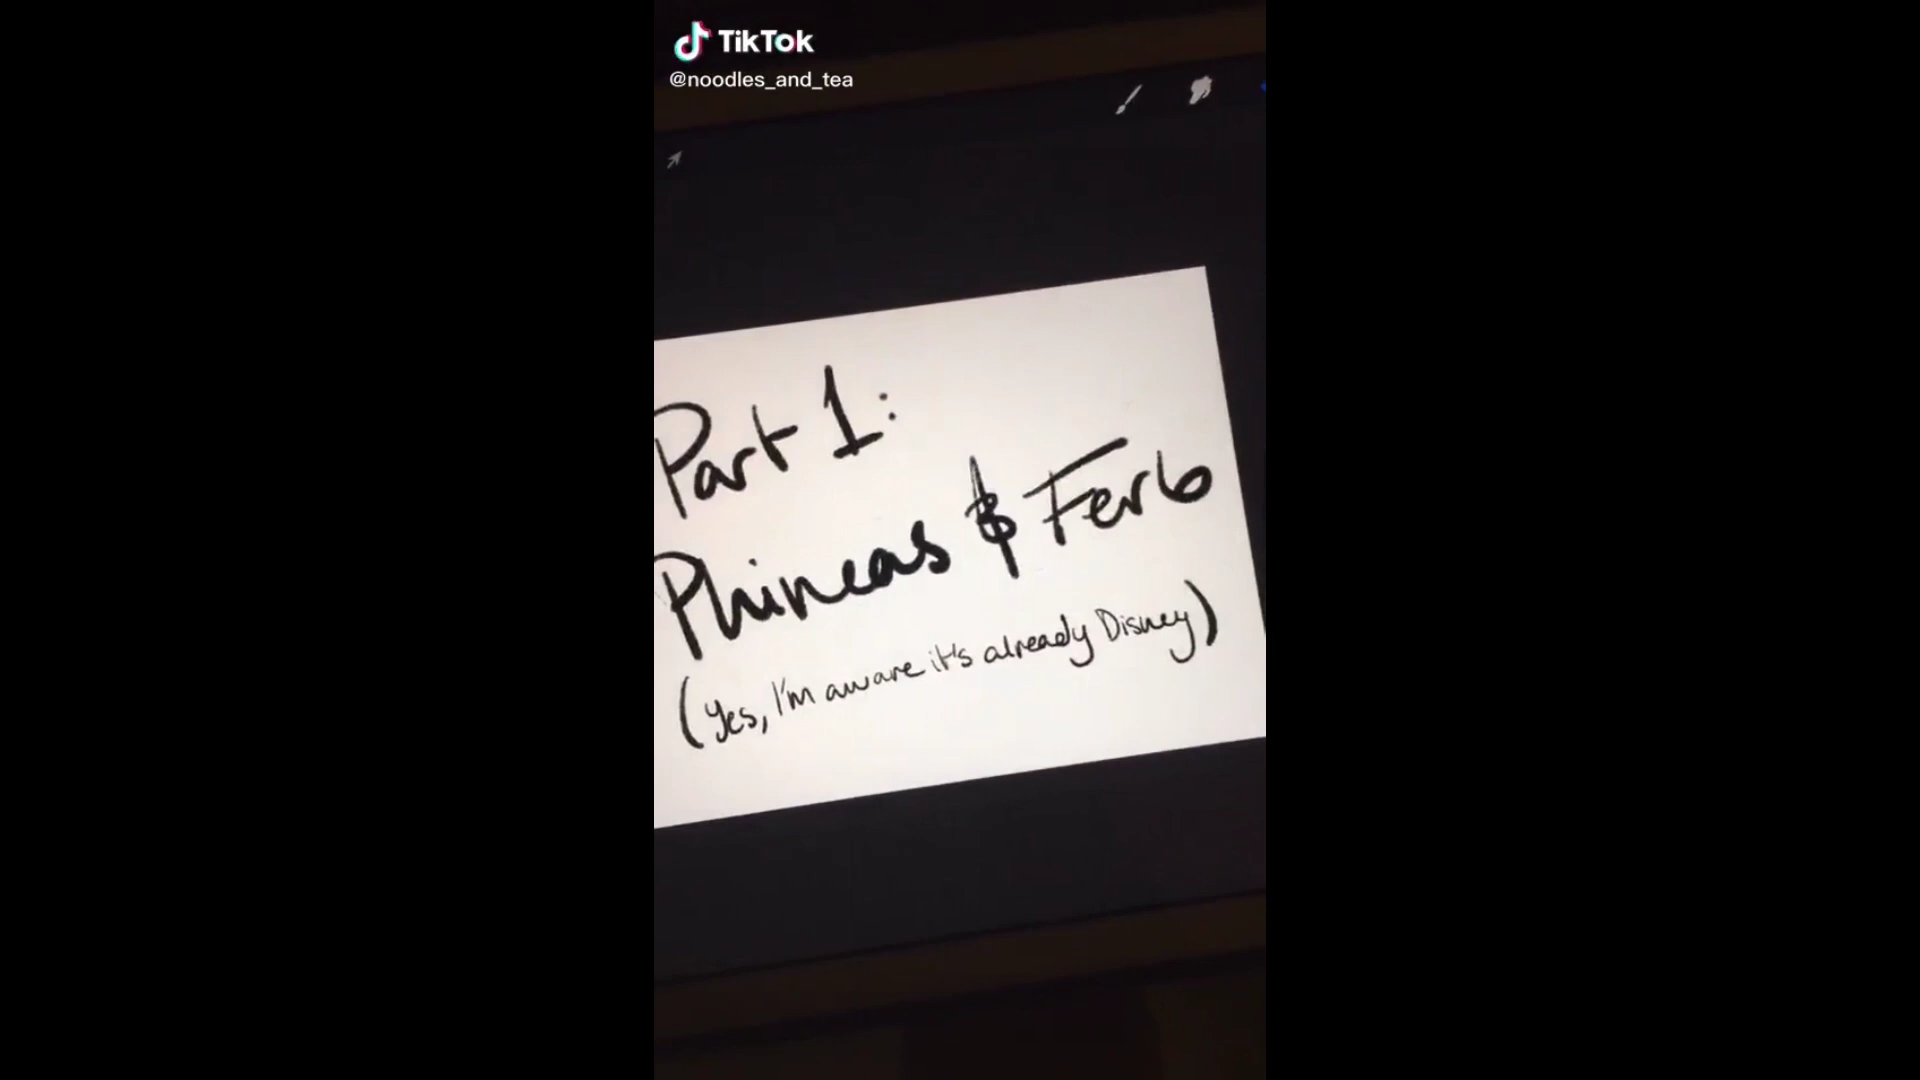 TikTok
@noodles_and_tea
Part 1:
Phineas & Ferb
(Yes, I'm aware it's already Disney)